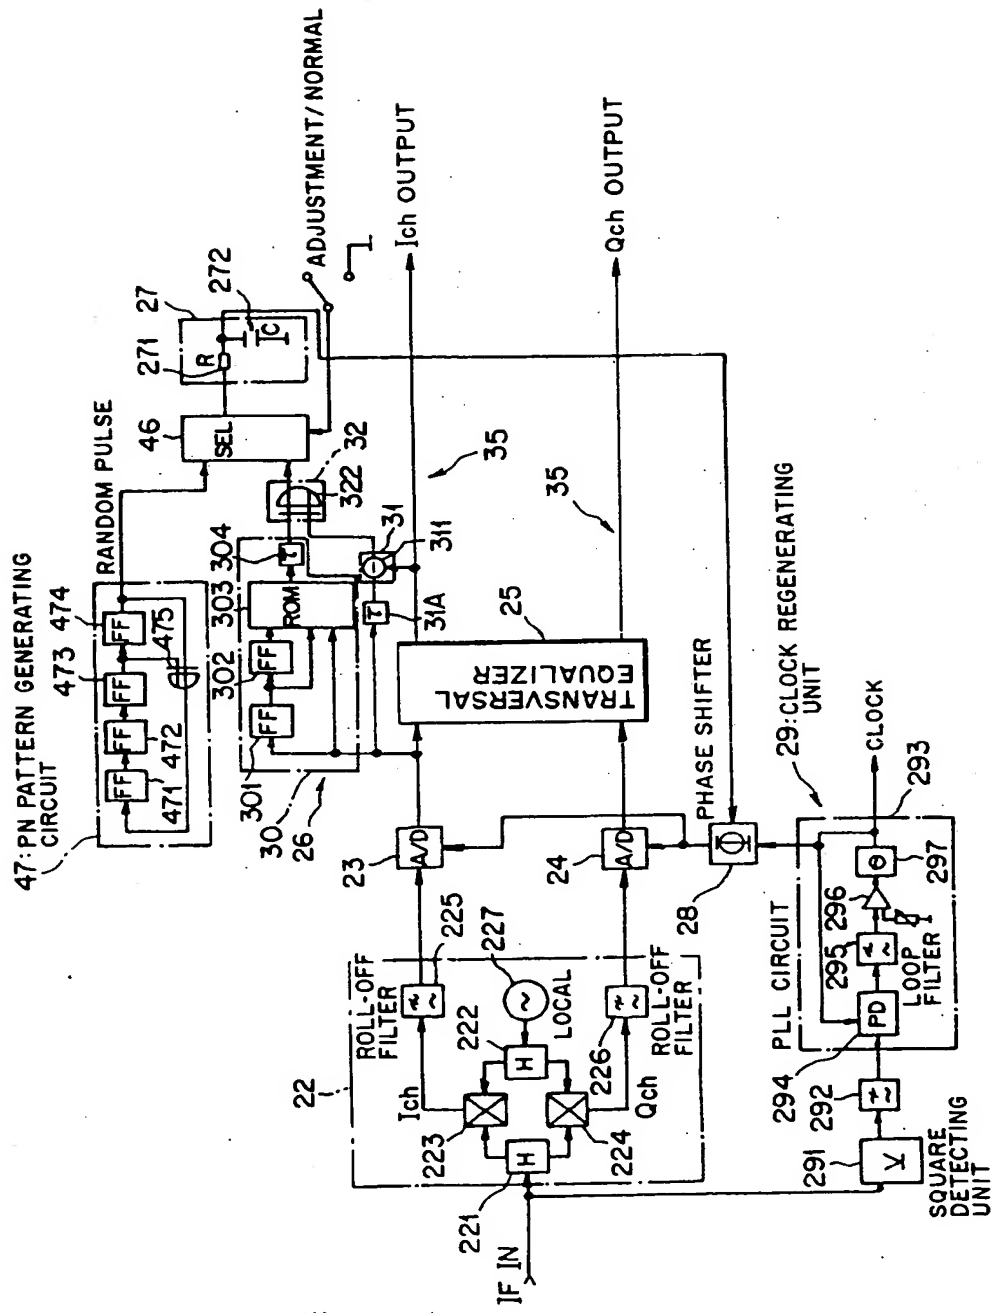 47: PN PATTERN GENERATING
CIRCUIT
471
FF
472
FF
473
FF
474
FF
475
RANDOM PULSE
46
SEL
27
271
R
272
C
ADJUSTMENT/NORMAL
26
30
301
FF
302
FF
303
ROM
304
τ
32
322
31
311
31A
τ
35
Ich OUTPUT
23
A/D
25
TRANSVERSAL
EQUALIZER
35
Qch OUTPUT
24
A/D
22
ROLL-OFF
FILTER
225
Ich
223
222
H
227
LOCAL
221
H
224
Qch
226
ROLL-OFF
FILTER
IF IN
PHASE SHIFTER
28
Φ
29: CLOCK REGENERATING
UNIT
CLOCK
293
PLL CIRCUIT
294
PD
295
LOOP
FILTER
296
297
Θ
292
291
V
SQUARE
DETECTING
UNIT